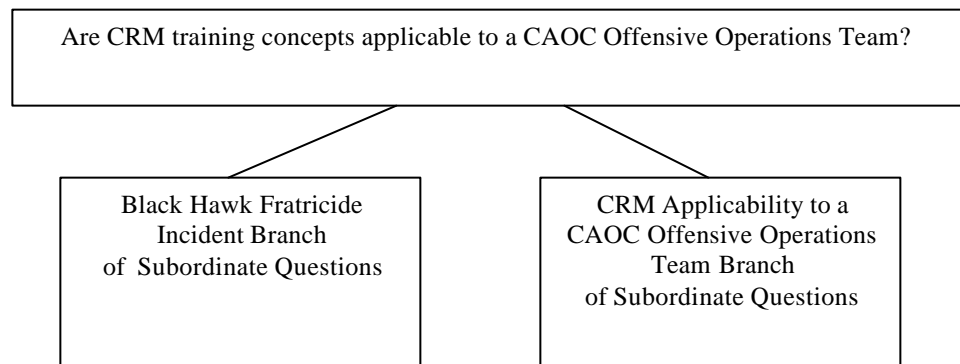 Are CRM training concepts applicable to a CAOC Offensive Operations Team?
Black Hawk Fratricide
Incident Branch
of Subordinate Questions
CRM Applicability to a
CAOC Offensive Operations
Team Branch
of Subordinate Questions